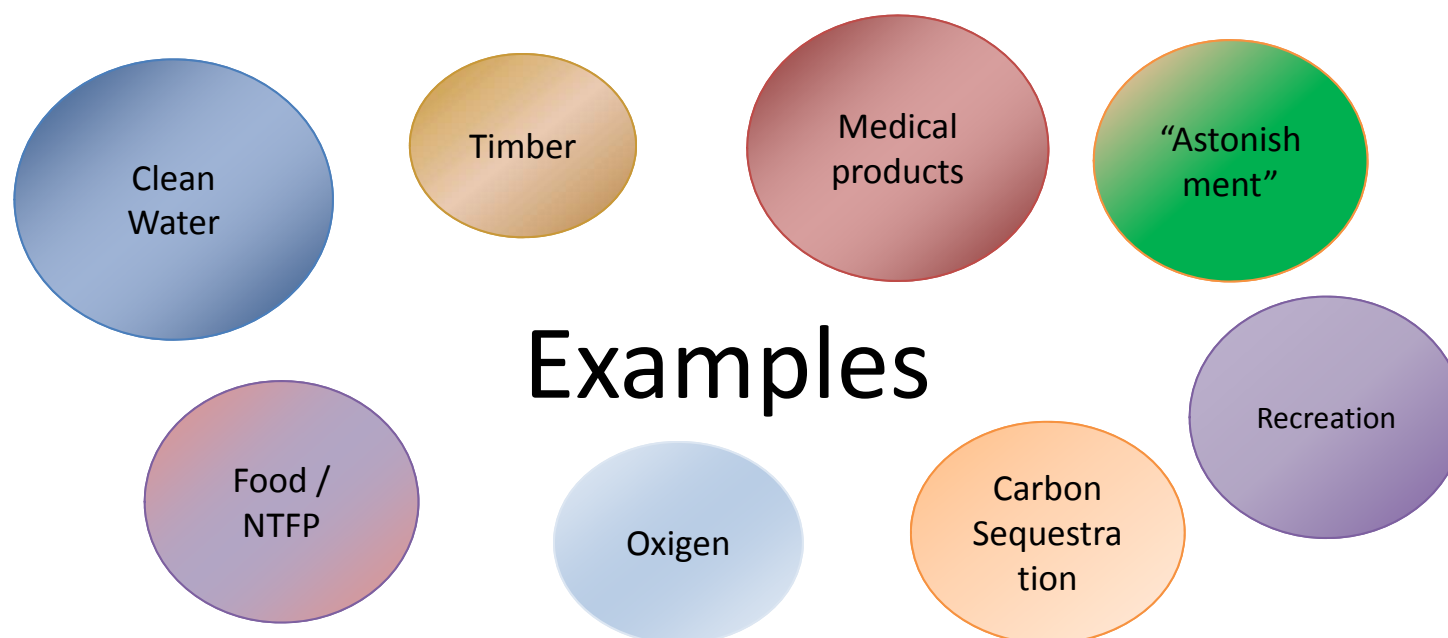 Clean
Water
Timber
Medical
products
“Astonish
ment”
Examples
Recreation
Food /
NTFP
Oxigen
Carbon
Sequestra
tion